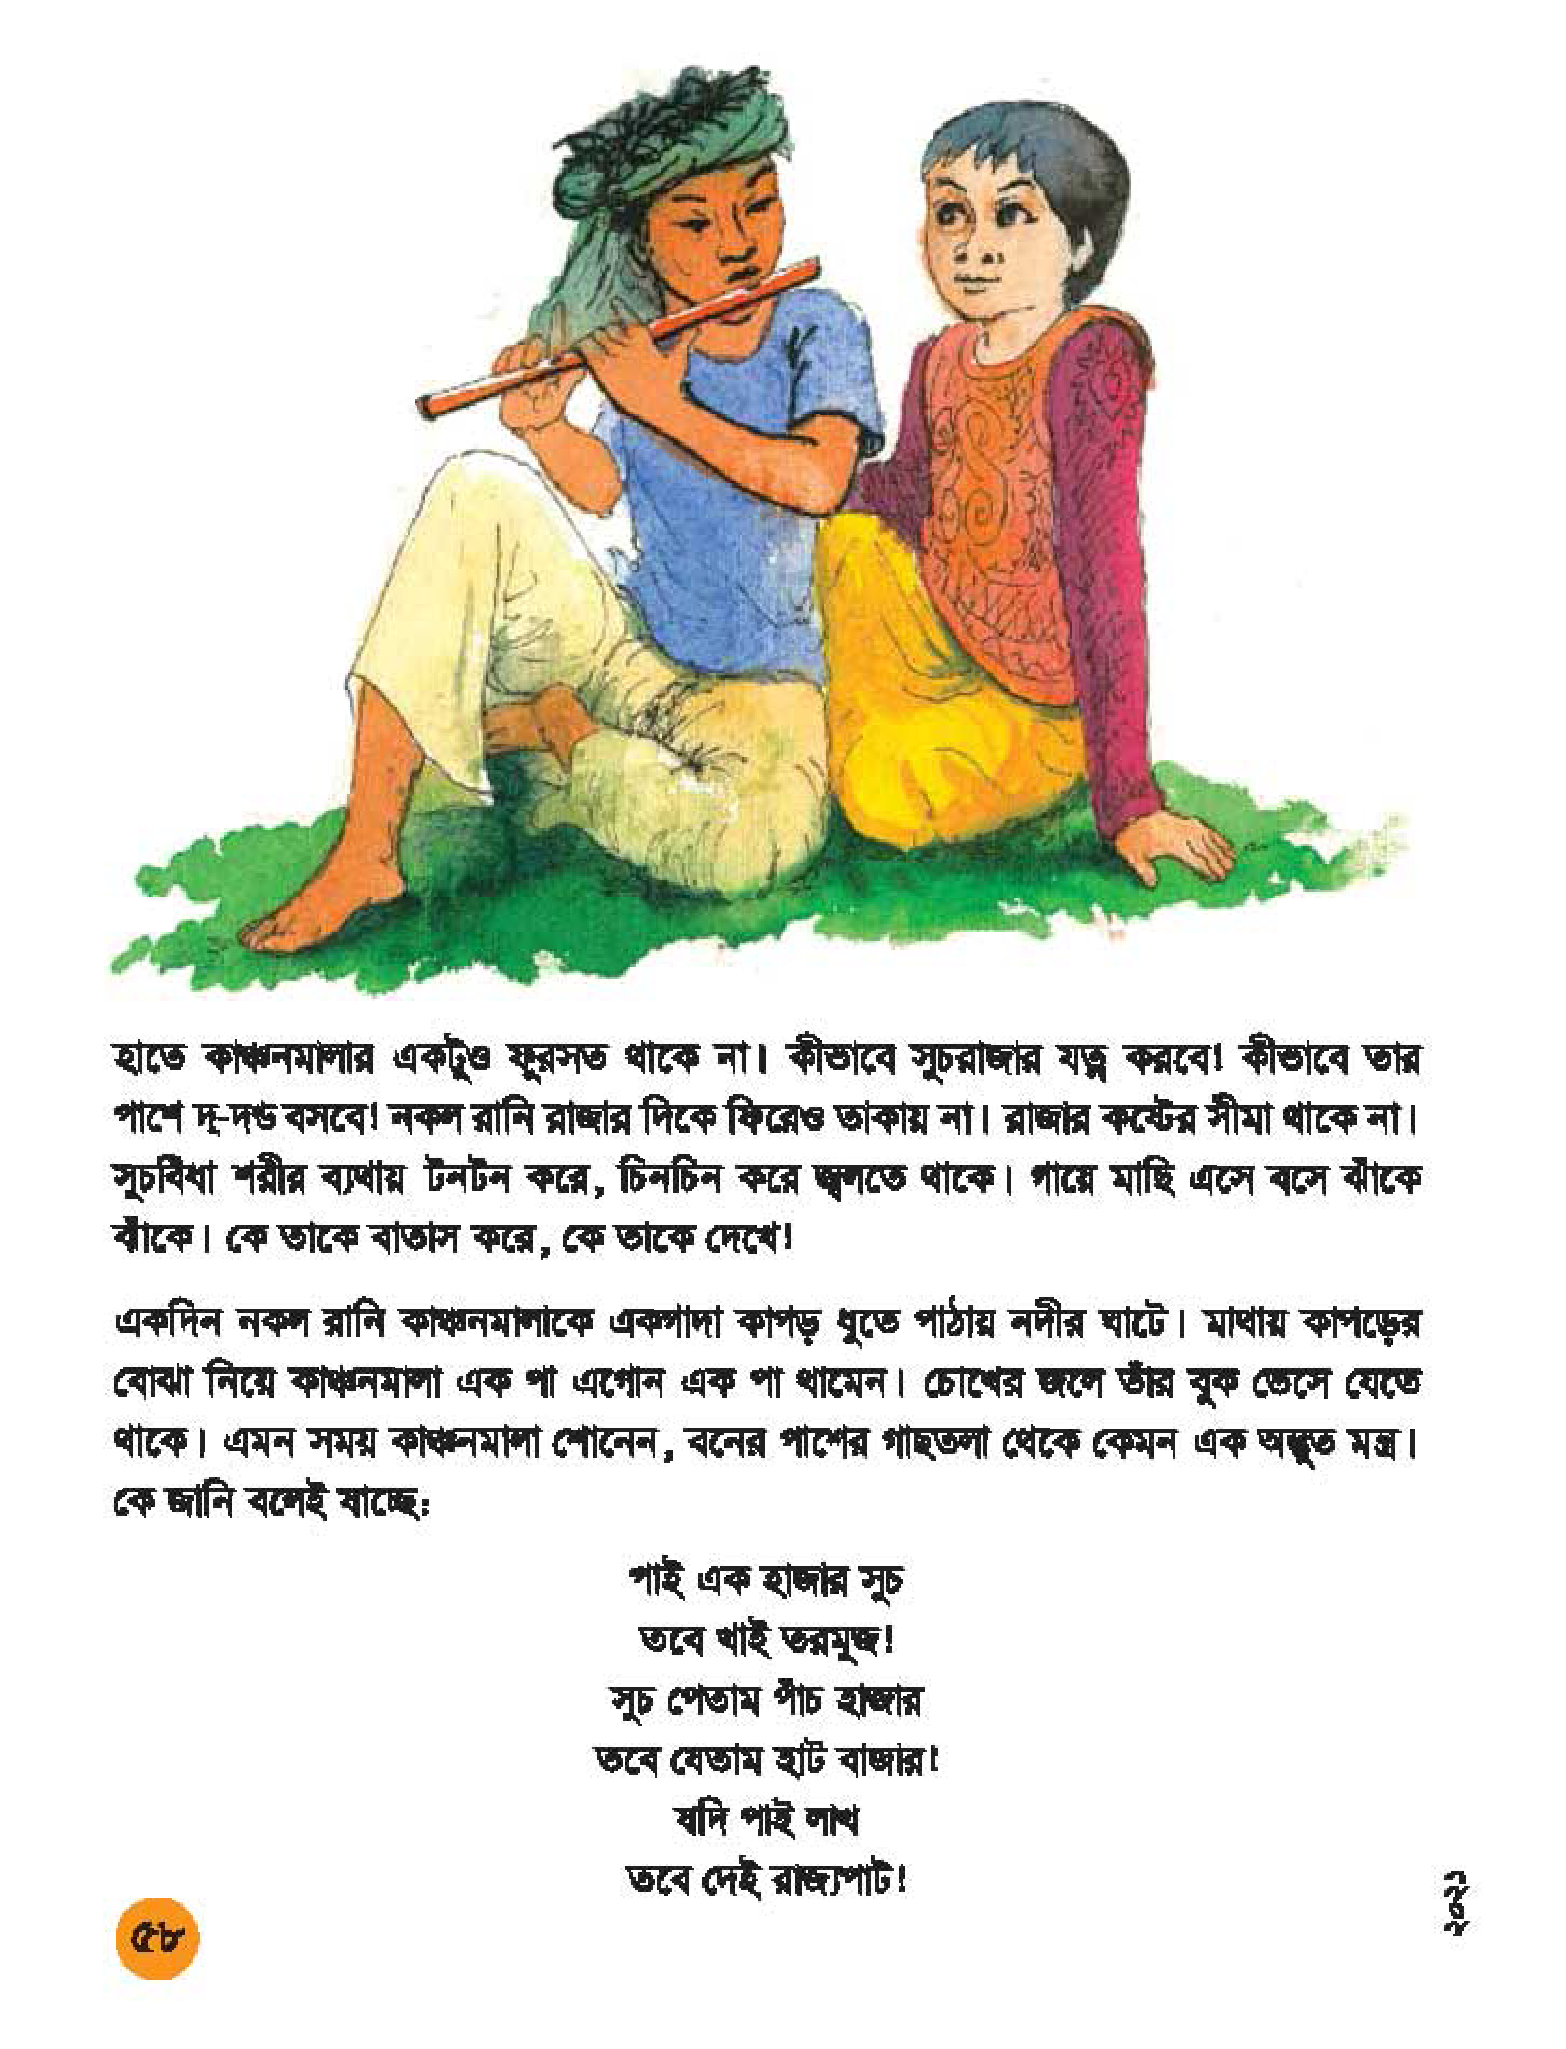 হাতে কাঞ্চনমালার একটুও ফুরসত থাকে না। কীভাবে সুচরাজার যত্ন করবে! কীভাবে তার
পাশে দু-দণ্ড বসবে! নকল রানি রাজার দিকে ফিরেও তাকায় না। রাজার কষ্টের সীমা থাকে না।
সুচবিঁধা শরীর ব্যথায় টনটন করে, চিনচিন করে জ্বলতে থাকে। গায়ে মাছি এসে বসে ঝাঁকে
ঝাঁকে। কে তাকে বাতাস করে, কে তাকে দেখে!
একদিন নকল রানি কাঞ্চনমালাকে একগাদা কাপড় ধুতে পাঠায় নদীর ঘাটে। মাথায় কাপড়ের
বোঝা নিয়ে কাঞ্চনমালা এক পা এগোন এক পা থামেন। চোখের জলে তাঁর বুক ভেসে যেতে
থাকে। এমন সময় কাঞ্চনমালা শোনেন, বনের পাশের গাছতলা থেকে কেমন এক অদ্ভুত মন্ত্র।
কে জানি বলেই যাচ্ছে:
পাই এক হাজার সুচ
তবে খাই তরমুজ!
সুচ পেতাম পাঁচ হাজার
তবে যেতাম হাট বাজার!
যদি পাই লাখ
তবে দেই রাজ্যপাট!
৫৮
২০২১